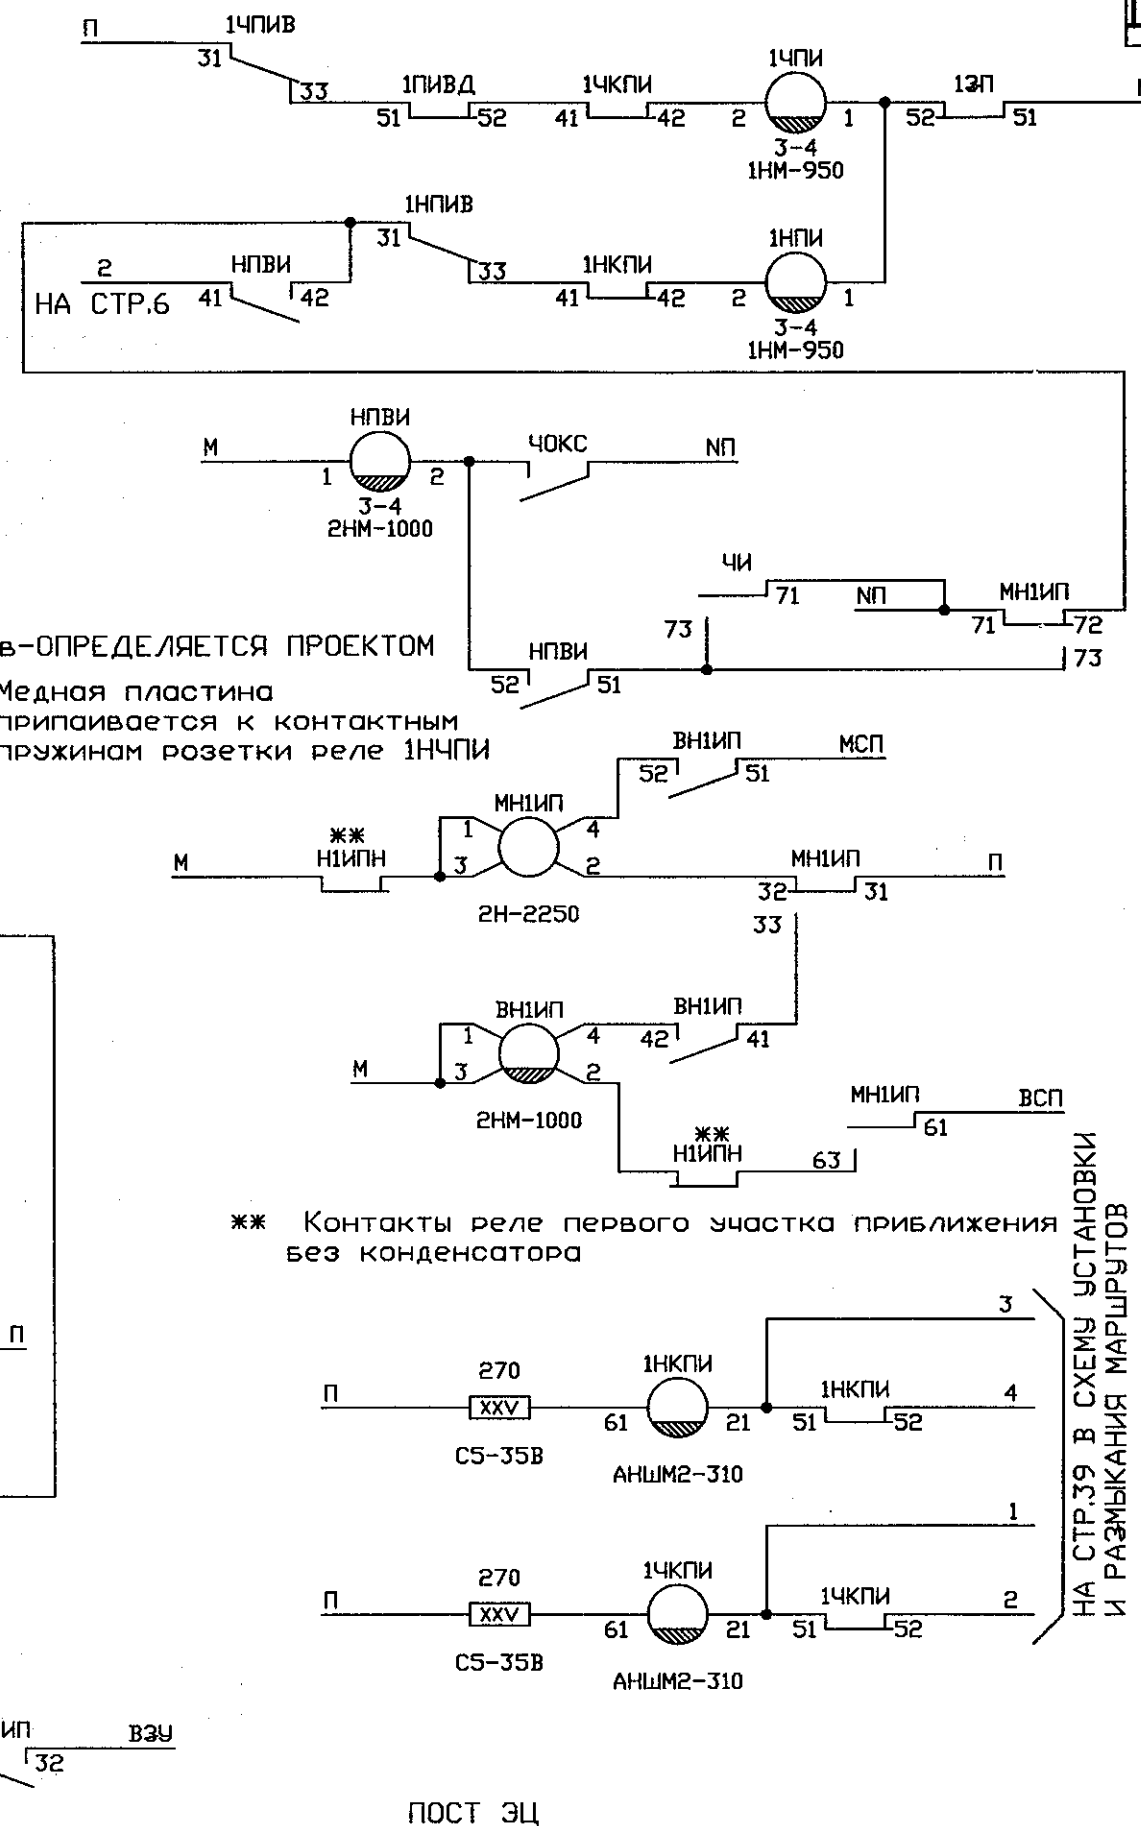 П 1ЧПИВ
31
33
1ПИВД
51 52
1ЧКПИ
41 42
1ЧПИ
2 1
3-4
1НМ-950
1ЗП
52 51
1НПИВ
31
33
2
НА СТР.6
НПВИ
41 42
1НКПИ
41 42
1НПИ
2 1
3-4
1НМ-950
М
НПВИ
1 2
3-4
2НМ-1000
ЧОКС
NП
ЧИ
71
73
NП
МН1ИП
71 72
73
НПВИ
52 51
в-ОПРЕДЕЛЯЕТСЯ ПРОЕКТОМ
Медная пластина
припаивается к контактным
пружинам розетки реле 1НЧПИ
ВН1ИП
52 51
МСП
М
**
Н1ИПН
МН1ИП
1 4
3 2
2Н-2250
МН1ИП
32 31
33
П
ВН1ИП
1 4
3 2
М
2НМ-1000
ВН1ИП
42 41
**
Н1ИПН
МН1ИП
61
63
ВСП
** Контакты реле первого участка приближения
без конденсатора
П
П
270
XXV
С5-35В
1НКПИ
61 21
АНШМ2-310
1НКПИ
51 52
3
4
П
270
XXV
С5-35В
1ЧКПИ
61 21
АНШМ2-310
1ЧКПИ
51 52
1
2
НА СТР.39 В СХЕМУ УСТАНОВКИ
И РАЗМЫКАНИЯ МАРШРУТОВ
ИП
32
ВЗУ
ПОСТ ЭЦ